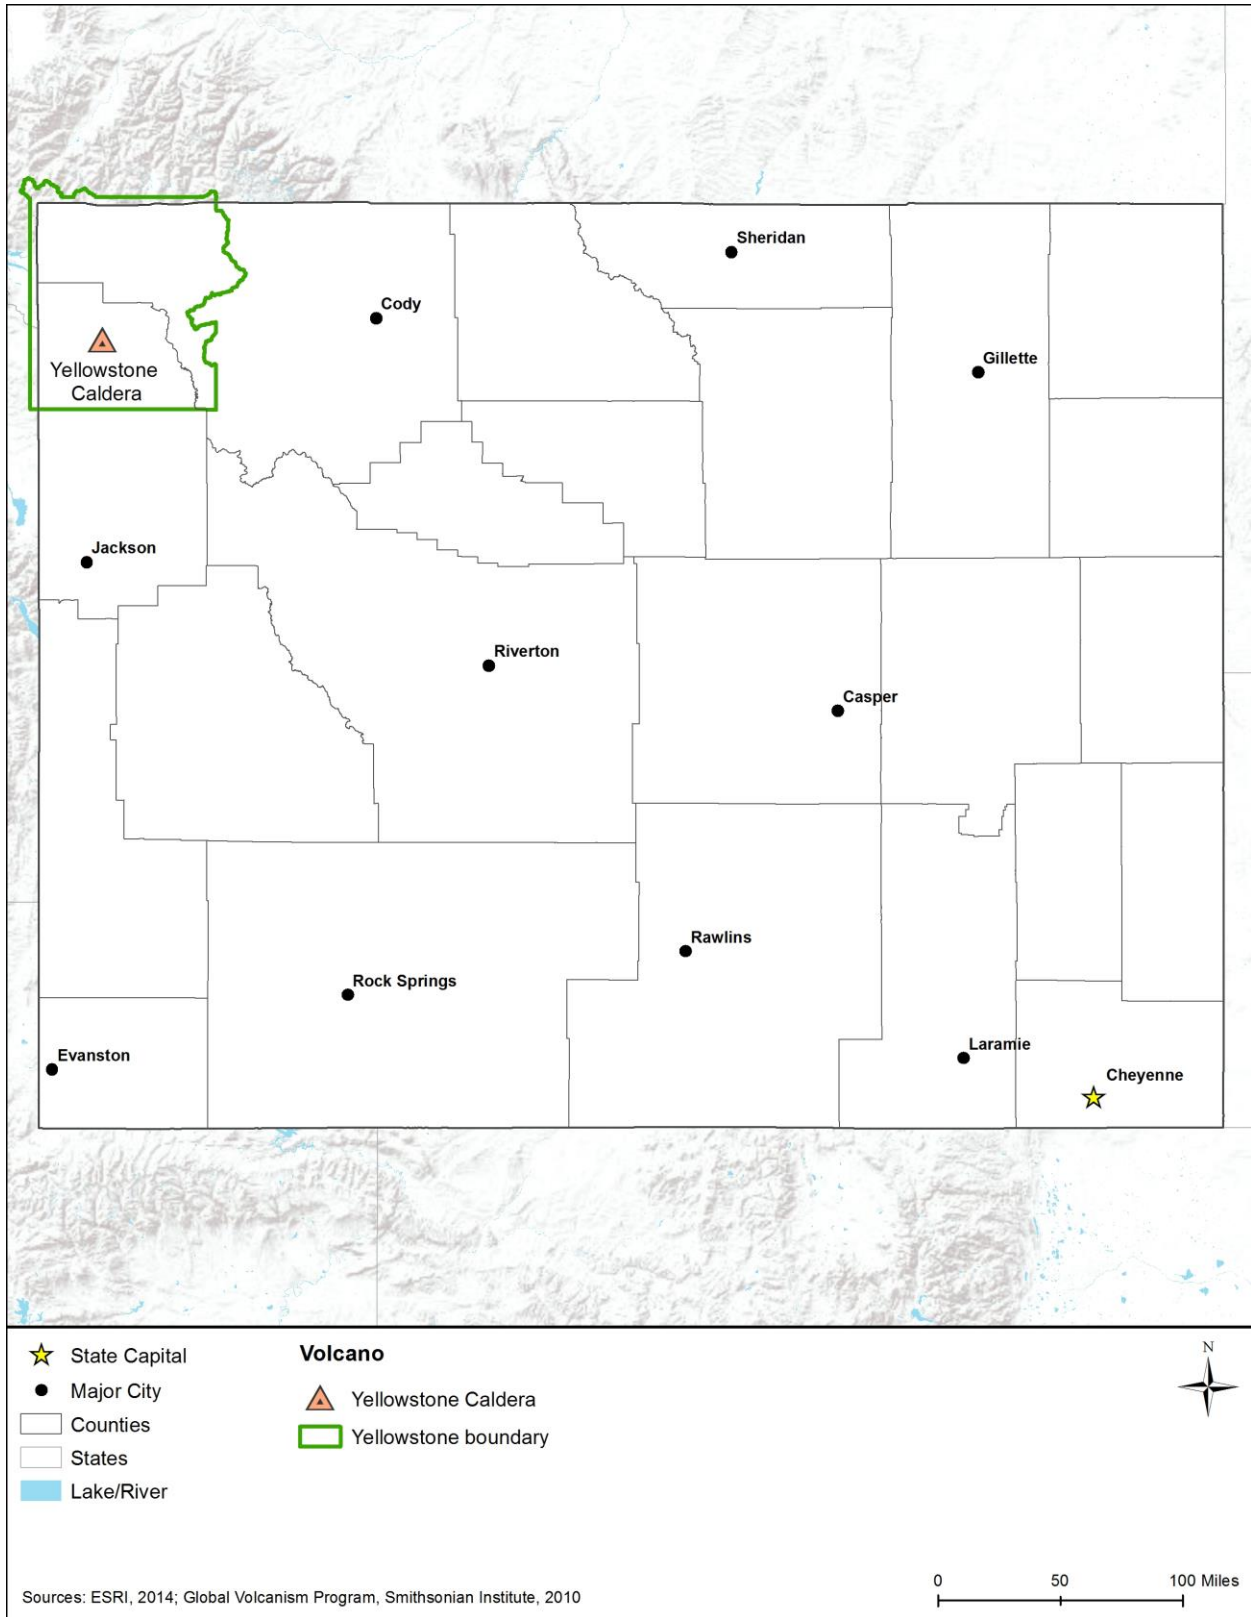 Sheridan
Cody
Gillette
Yellowstone
Caldera
Jackson
Riverton
Casper
Rawlins
Rock Springs
Laramie
Evanston
Cheyenne
State Capital
Major City
Counties
States
Lake/River
Volcano
Yellowstone Caldera
Yellowstone boundary
N
Sources: ESRI, 2014; Global Volcanism Program, Smithsonian Institute, 2010
0 50 100 Miles